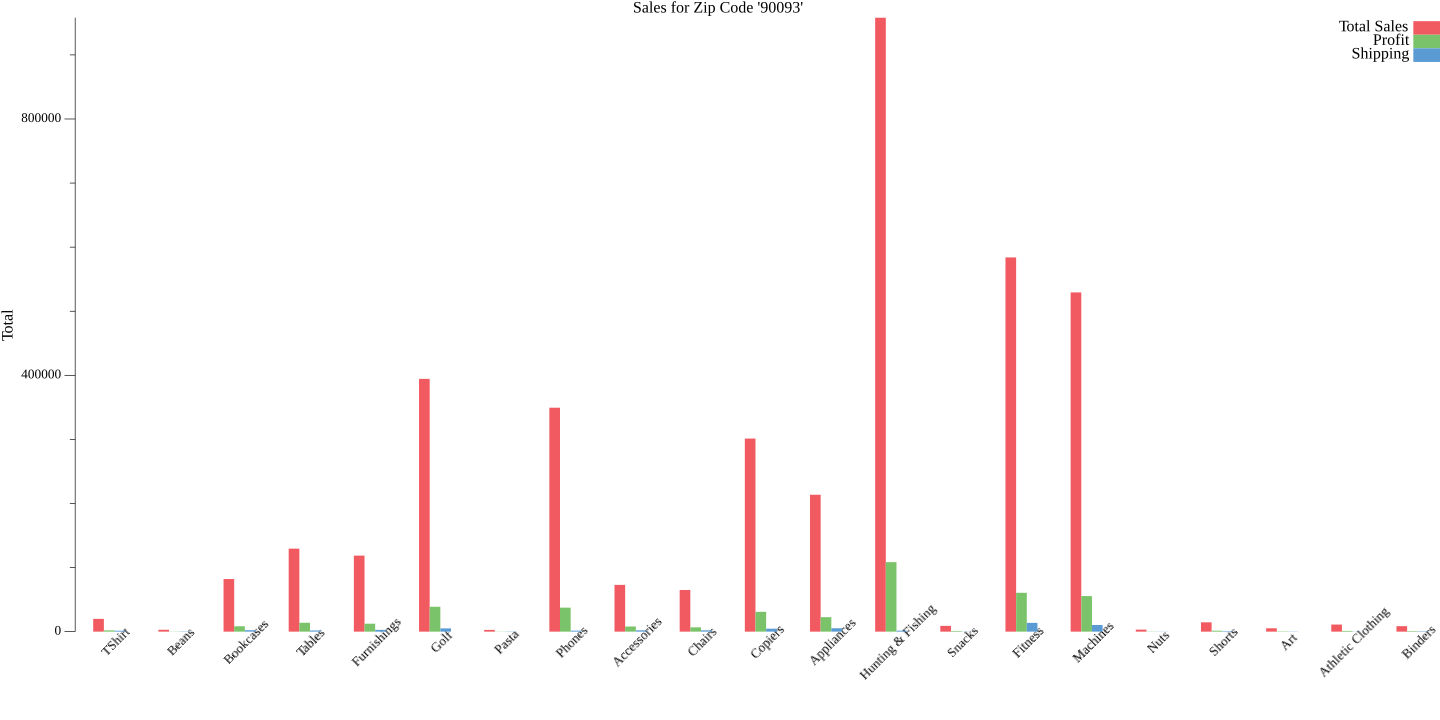 Sales for Zip Code '90093'
Total Sales
Profit
Shipping
800000
400000
0
Total
TShirt
Beans
Bookcases
Tables
Furnishings
Golf
Pasta
Phones
Accessories
Chairs
Copiers
Appliances
Hunting & Fishing
Snacks
Fitness
Machines
Nuts
Shorts
Art
Athletic Clothing
Binders